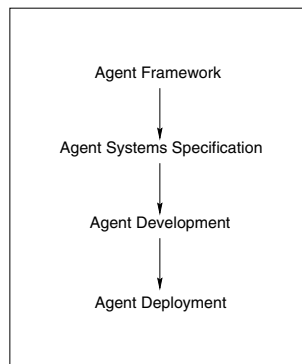 Agent Framework
Agent Systems Specification
Agent Development
Agent Deployment